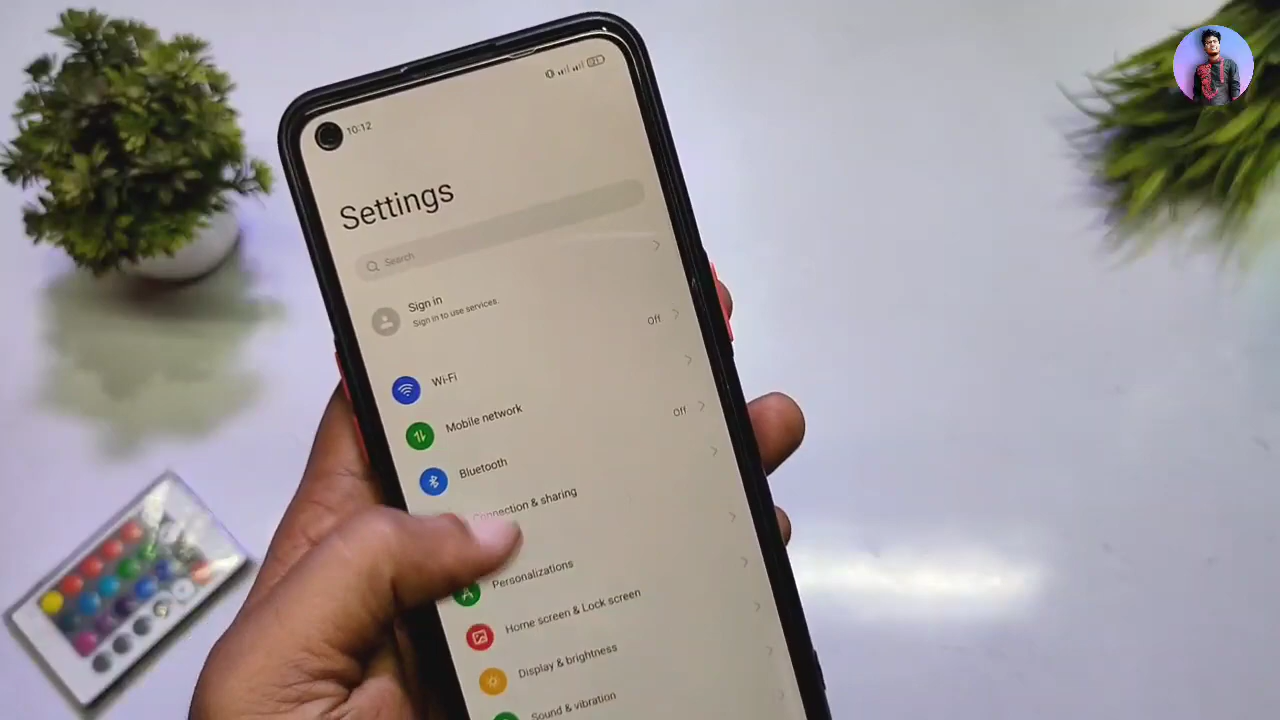 10:12
Settings
Search
Sign in
Sign in to use services.
Wi-Fi
Off
Mobile network
Bluetooth
Off
Connection & sharing
Personalizations
Home screen & Lock screen
Display & brightness
Sound & vibration